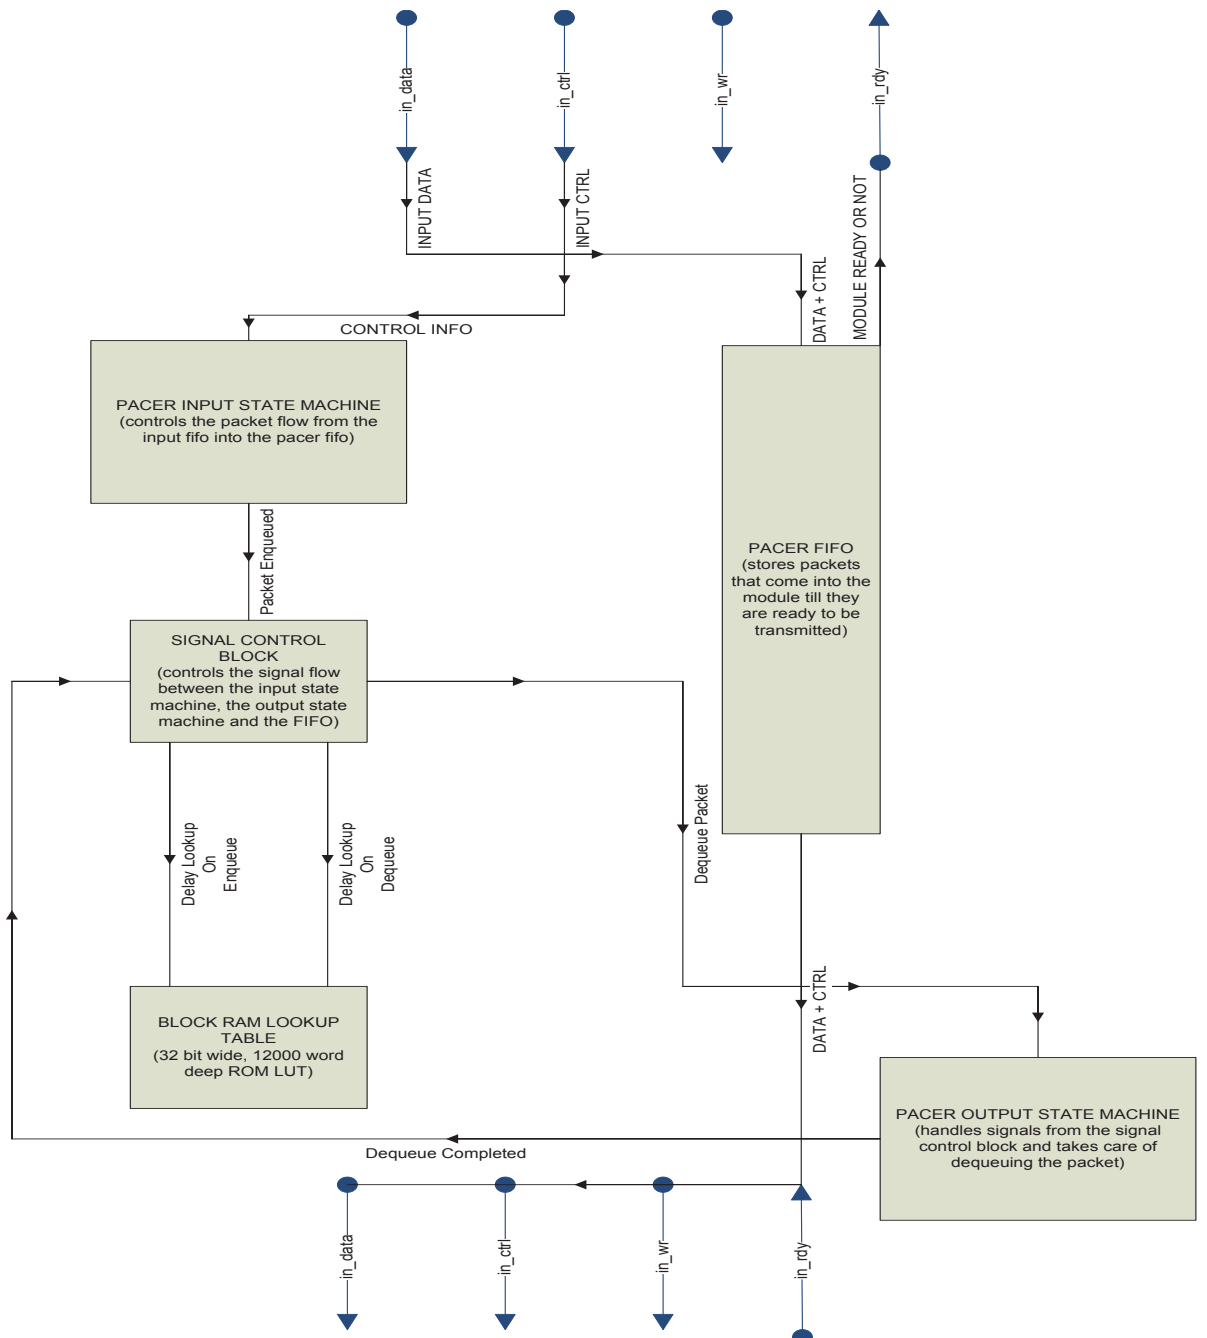 in_data
in_ctrl
in_wr
in_rdy
INPUT DATA
INPUT CTRL
MODULE READY OR NOT
DATA + CTRL
CONTROL INFO
PACER INPUT STATE MACHINE
(controls the packet flow from the
input fifo into the pacer fifo)
Packet Enqueued
PACER FIFO
(stores packets
that come into the
module till they
are ready to be
transmitted)
SIGNAL CONTROL
BLOCK
(controls the signal flow
between the input state
machine, the output state
machine and the FIFO)
Delay Lookup
On
Enqueue
Delay Lookup
On
Dequeue
Dequeue Packet
DATA + CTRL
BLOCK RAM LOOKUP
TABLE
(32 bit wide, 12000 word
deep ROM LUT)
PACER OUTPUT STATE MACHINE
(handles signals from the signal
control block and takes care of
dequeuing the packet)
Dequeue Completed
in_data
in_ctrl
in_wr
in_rdy